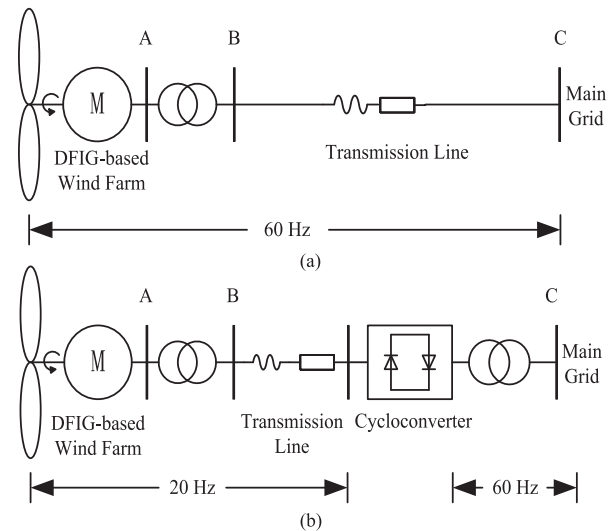 A
B
C
M
Main
Grid
DFIG-based
Wind Farm
Transmission Line
60 Hz
(a)
A
B
C
M
Main
Grid
DFIG-based
Wind Farm
Transmission
Line
Cycloconverter
20 Hz
60 Hz
(b)